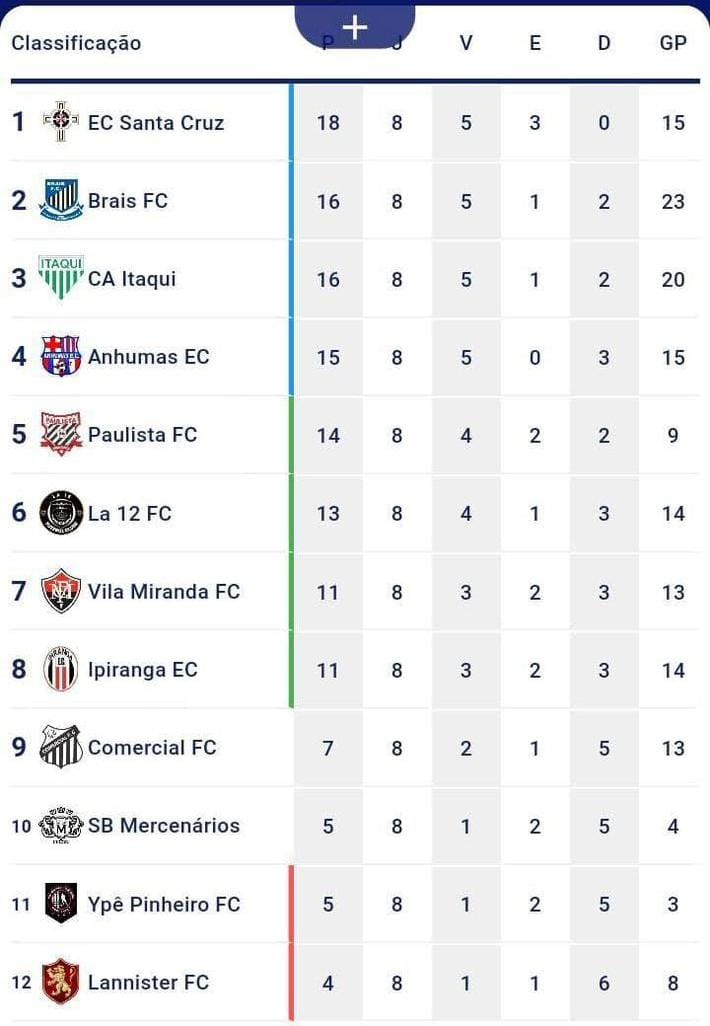 Classificação P J V E D GP
1 EC Santa Cruz 18 8 5 3 0 15
2 Brais FC 16 8 5 1 2 23
3 CA Itaqui 16 8 5 1 2 20
4 Anhumas EC 15 8 5 0 3 15
5 Paulista FC 14 8 4 2 2 9
6 La 12 FC 13 8 4 1 3 14
7 Vila Miranda FC 11 8 3 2 3 13
8 Ipiranga EC 11 8 3 2 3 14
9 Comercial FC 7 8 2 1 5 13
10 SB Mercenários 5 8 1 2 5 4
11 Ypê Pinheiro FC 5 8 1 2 5 3
12 Lannister FC 4 8 1 1 6 8